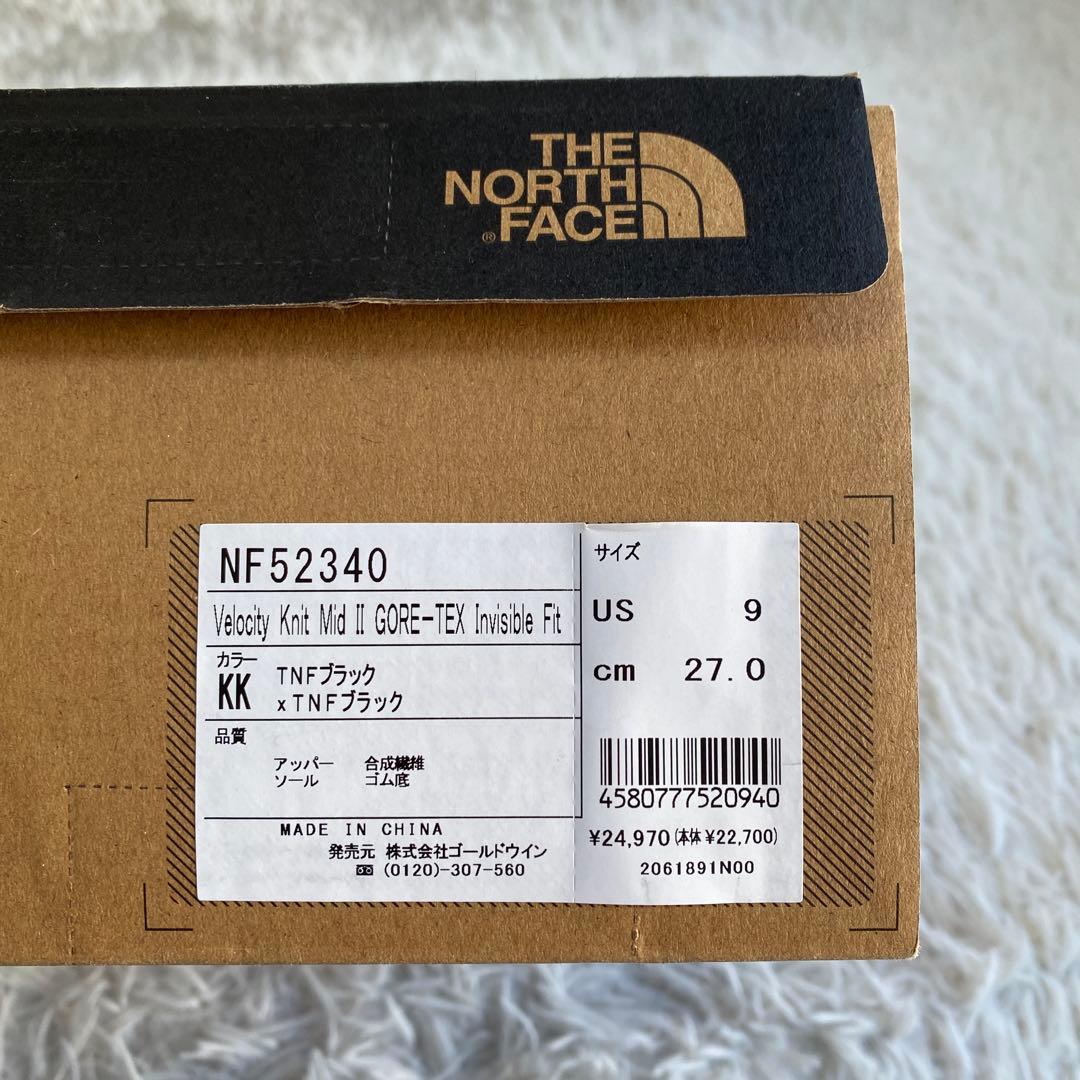 THE
NORTH
®FACE
NF52340
Velocity Knit Mid II GORE-TEX Invisible Fit
カラー
KK TNFブラック
xTNFブラック
品質
アッパー 合成繊維
ソール ゴム底
MADE IN CHINA
発売元 株式会社ゴールドウイン
(0120)-307-560
サイズ
US 9
cm 27.0
4580777520940
¥24,970(本体 ¥22,700)
2061891N00